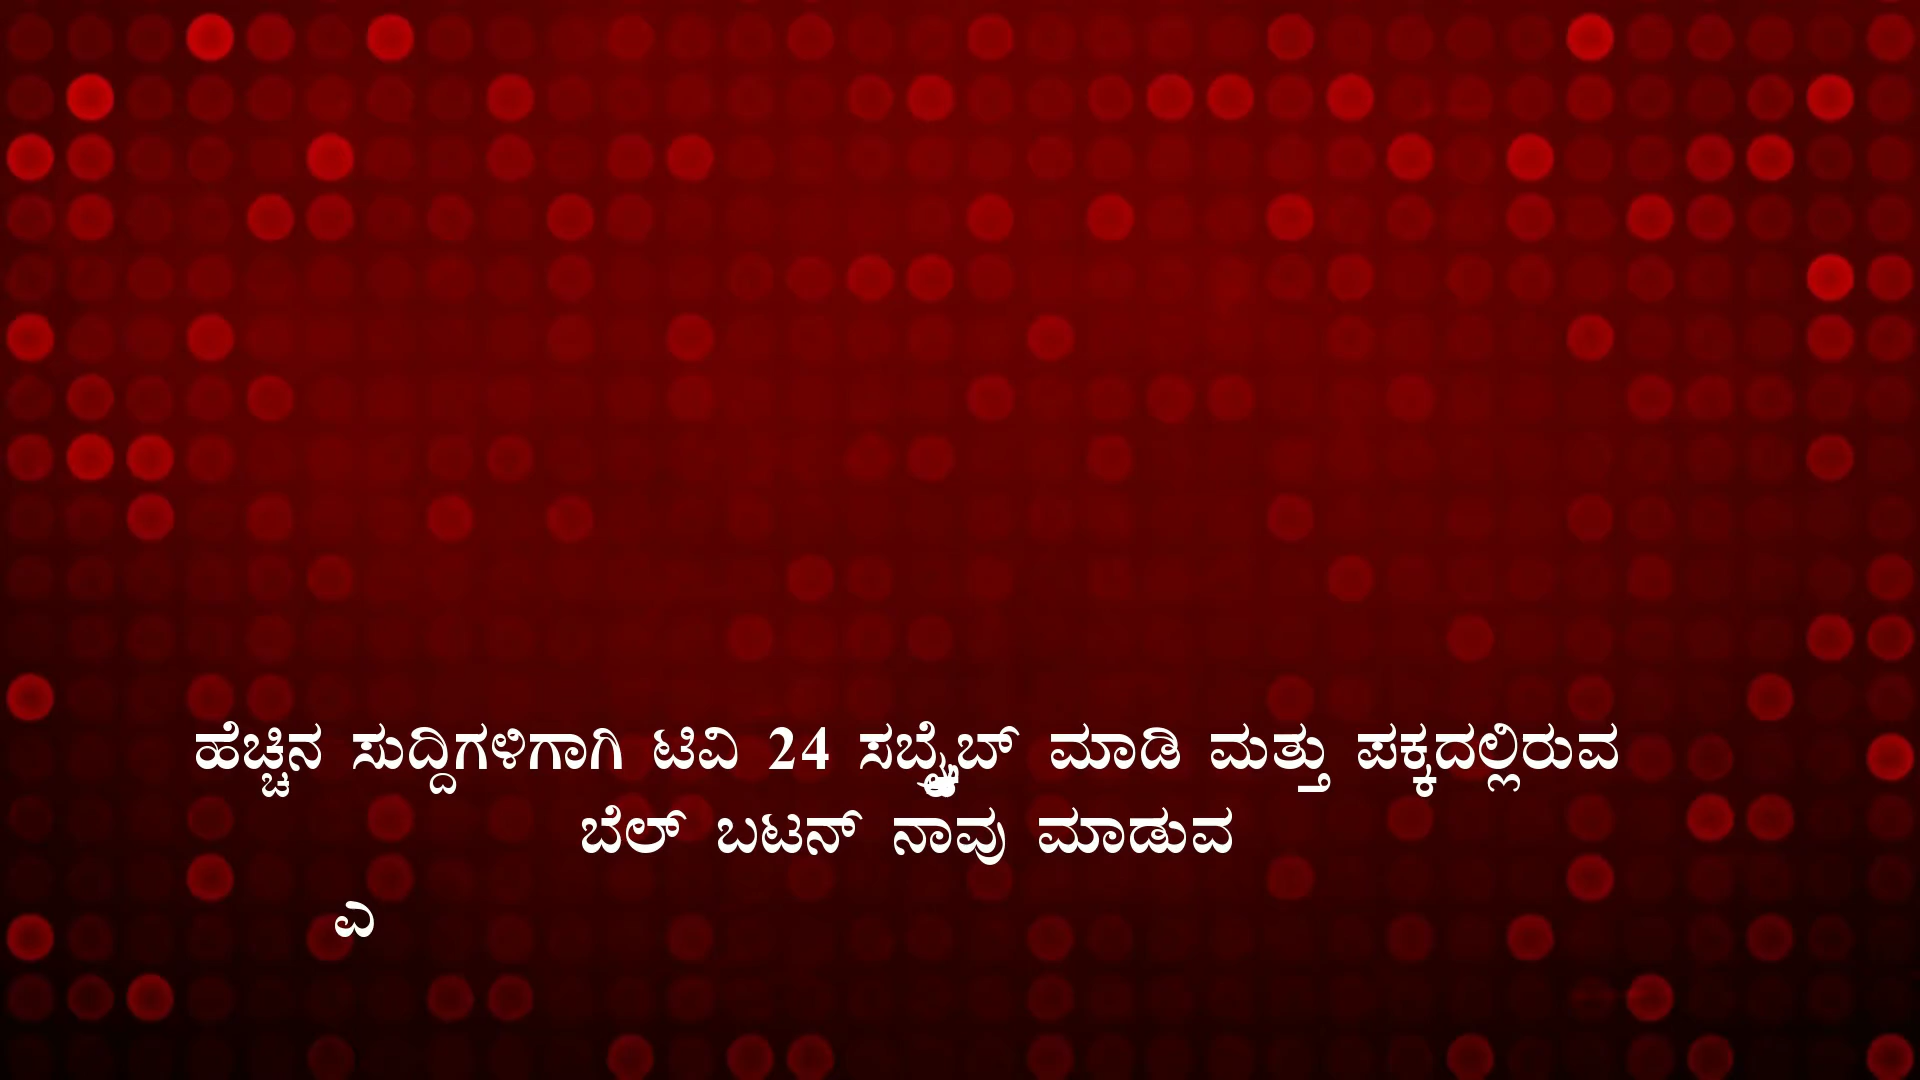 ಹೆಚ್ಚಿನ ಸುದ್ದಿಗಳಿಗಾಗಿ ಟಿವಿ 24 ಸಬ್ಸ್ಕ್ರೈಬ್ ಮಾಡಿ ಮತ್ತು ಪಕ್ಕದಲ್ಲಿರುವ
ಬೆಲ್ ಬಟನ್ ನಾವು ಮಾಡುವ
ಎ